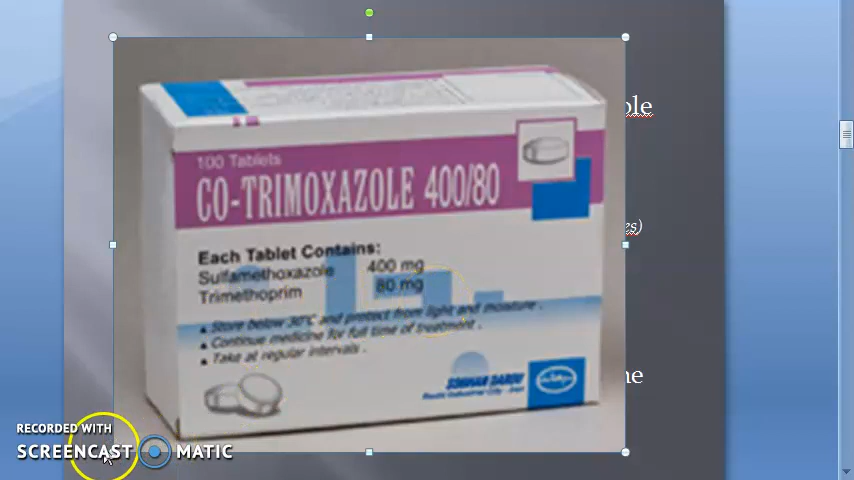 ole
100 Tablets
CO-TRIMOXAZOLE 400/80
es)
Each Tablet Contains:
Sulfamethoxazole 400 mg
Trimethoprim 80 mg
▲ Store below 30°C and protect from light and moisture .
▲ Continue medicine for full time of treatment .
▲ Take at regular intervals .
ne
SOBHAN DAROU
RECORDED WITH
SCREENCAST MATIC